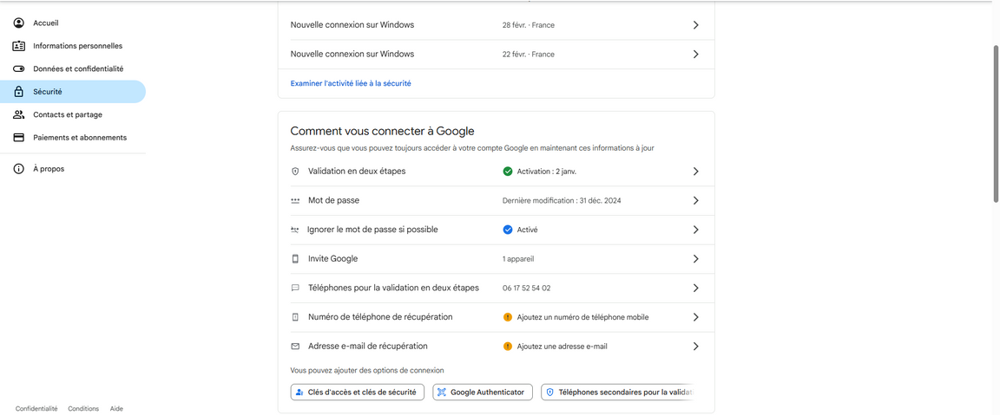 Accueil
Informations personnelles
Données et confidentialité
Sécurité
Contacts et partage
Paiements et abonnements
À propos
Nouvelle connexion sur Windows 28 févr. · France
Nouvelle connexion sur Windows 22 févr. · France
Examiner l'activité liée à la sécurité
Comment vous connecter à Google
Assurez-vous que vous pouvez toujours accéder à votre compte Google en maintenant ces informations à jour
Validation en deux étapes Activation : 2 janv.
Mot de passe Dernière modification : 31 déc. 2024
Ignorer le mot de passe si possible Activé
Invite Google 1 appareil
Téléphones pour la validation en deux étapes 06 17 52 54 02
Numéro de téléphone de récupération Ajoutez un numéro de téléphone mobile
Adresse e-mail de récupération Ajoutez une adresse e-mail
Vous pouvez ajouter des options de connexion
Clés d'accès et clés de sécurité Google Authenticator Téléphones secondaires pour la validat
Confidentialité Conditions Aide